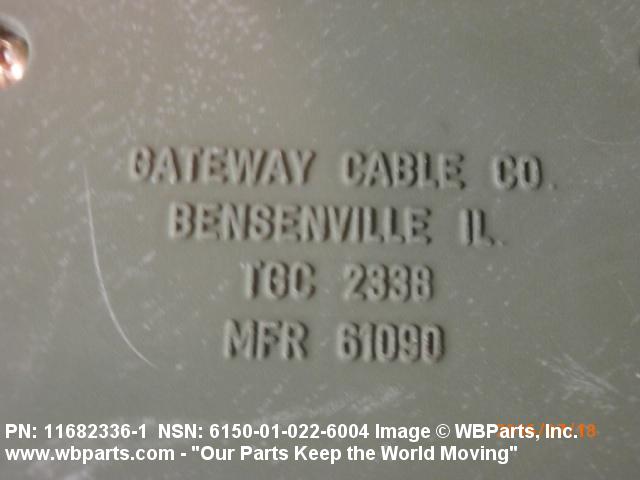 GATEWAY CABLE CO.
BENSENVILLE IL.
TGC 2338
MFR 61090
PN: 11682336-1 NSN: 6150-01-022-6004 Image © WBParts, Inc.
www.wbparts.com - "Our Parts Keep the World Moving"